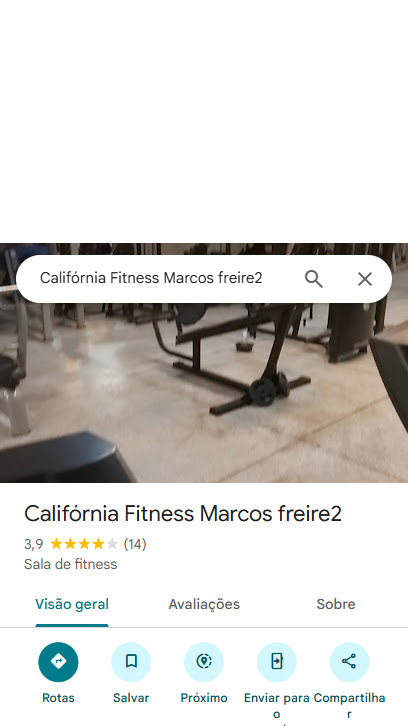 Califórnia Fitness Marcos freire2
Califórnia Fitness Marcos freire2
3,9 (14)
Sala de fitness
Visão geral Avaliações Sobre
Rotas Salvar Próximo Enviar para o Compartilhar